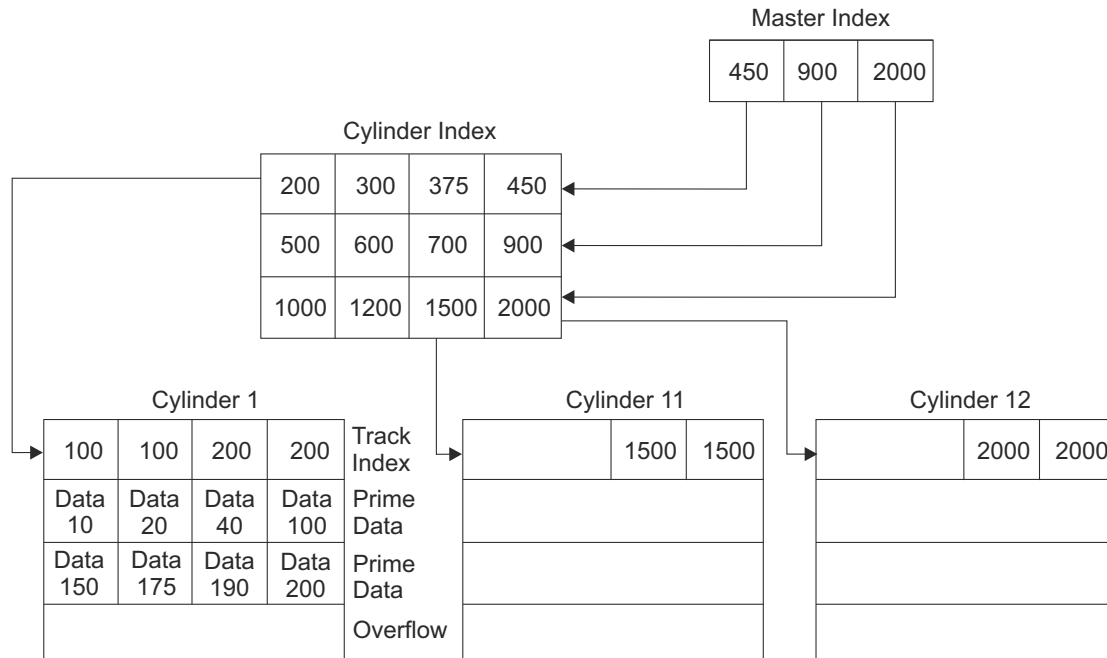 Master Index
450 900 2000
Cylinder Index
200 300 375 450
500 600 700 900
1000 1200 1500 2000
Cylinder 1
100 100 200 200
Track
Index
Data
10
Data
20
Data
40
Data
100
Prime
Data
Data
150
Data
175
Data
190
Data
200
Prime
Data
Overflow
Cylinder 11
1500 1500
Cylinder 12
2000 2000